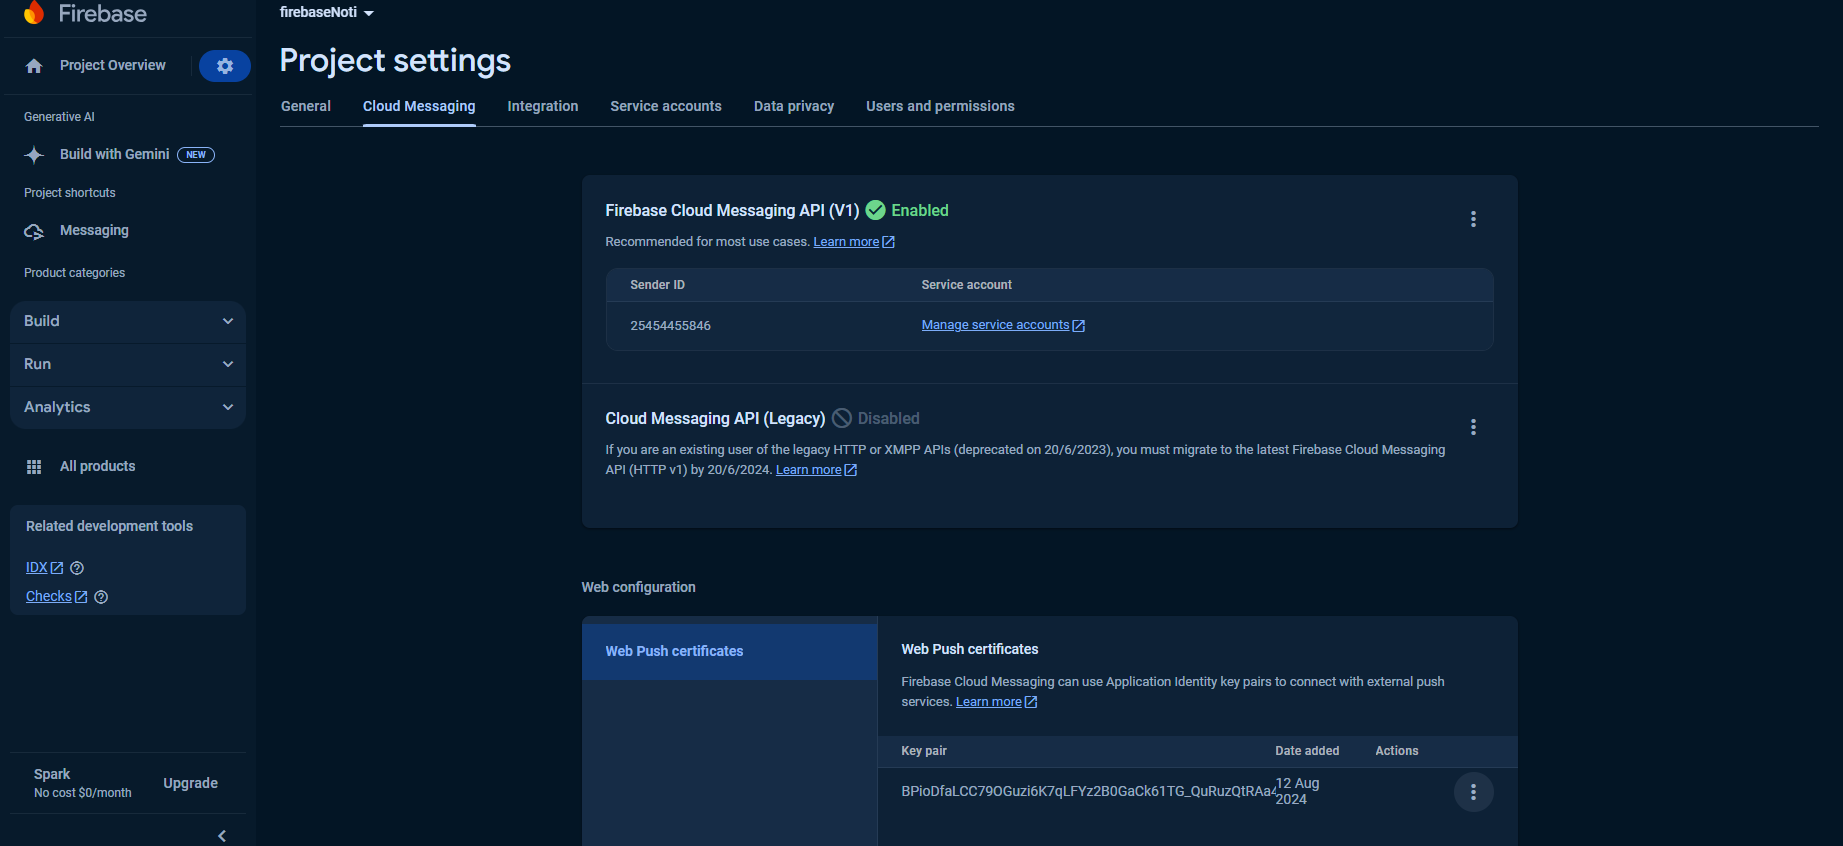 Firebase
Project Overview
Generative AI
Build with Gemini NEW
Project shortcuts
Messaging
Product categories
Build
Run
Analytics
All products
Related development tools
IDX
Checks
Spark
No cost $0/month
Upgrade
firebaseNoti
Project settings
General Cloud Messaging Integration Service accounts Data privacy Users and permissions
Firebase Cloud Messaging API (V1) Enabled
Recommended for most use cases. Learn more
Sender ID Service account
25454455846 Manage service accounts
Cloud Messaging API (Legacy) Disabled
If you are an existing user of the legacy HTTP or XMPP APIs (deprecated on 20/6/2023), you must migrate to the latest Firebase Cloud Messaging
API (HTTP v1) by 20/6/2024. Learn more
Web configuration
Web Push certificates
Web Push certificates
Firebase Cloud Messaging can use Application Identity key pairs to connect with external push
services. Learn more
Key pair Date added Actions
BPioDfaLCC79OGuzi6K7qLFYz2B0GaCk61TG_QuRuzQtRAa4 12 Aug
2024